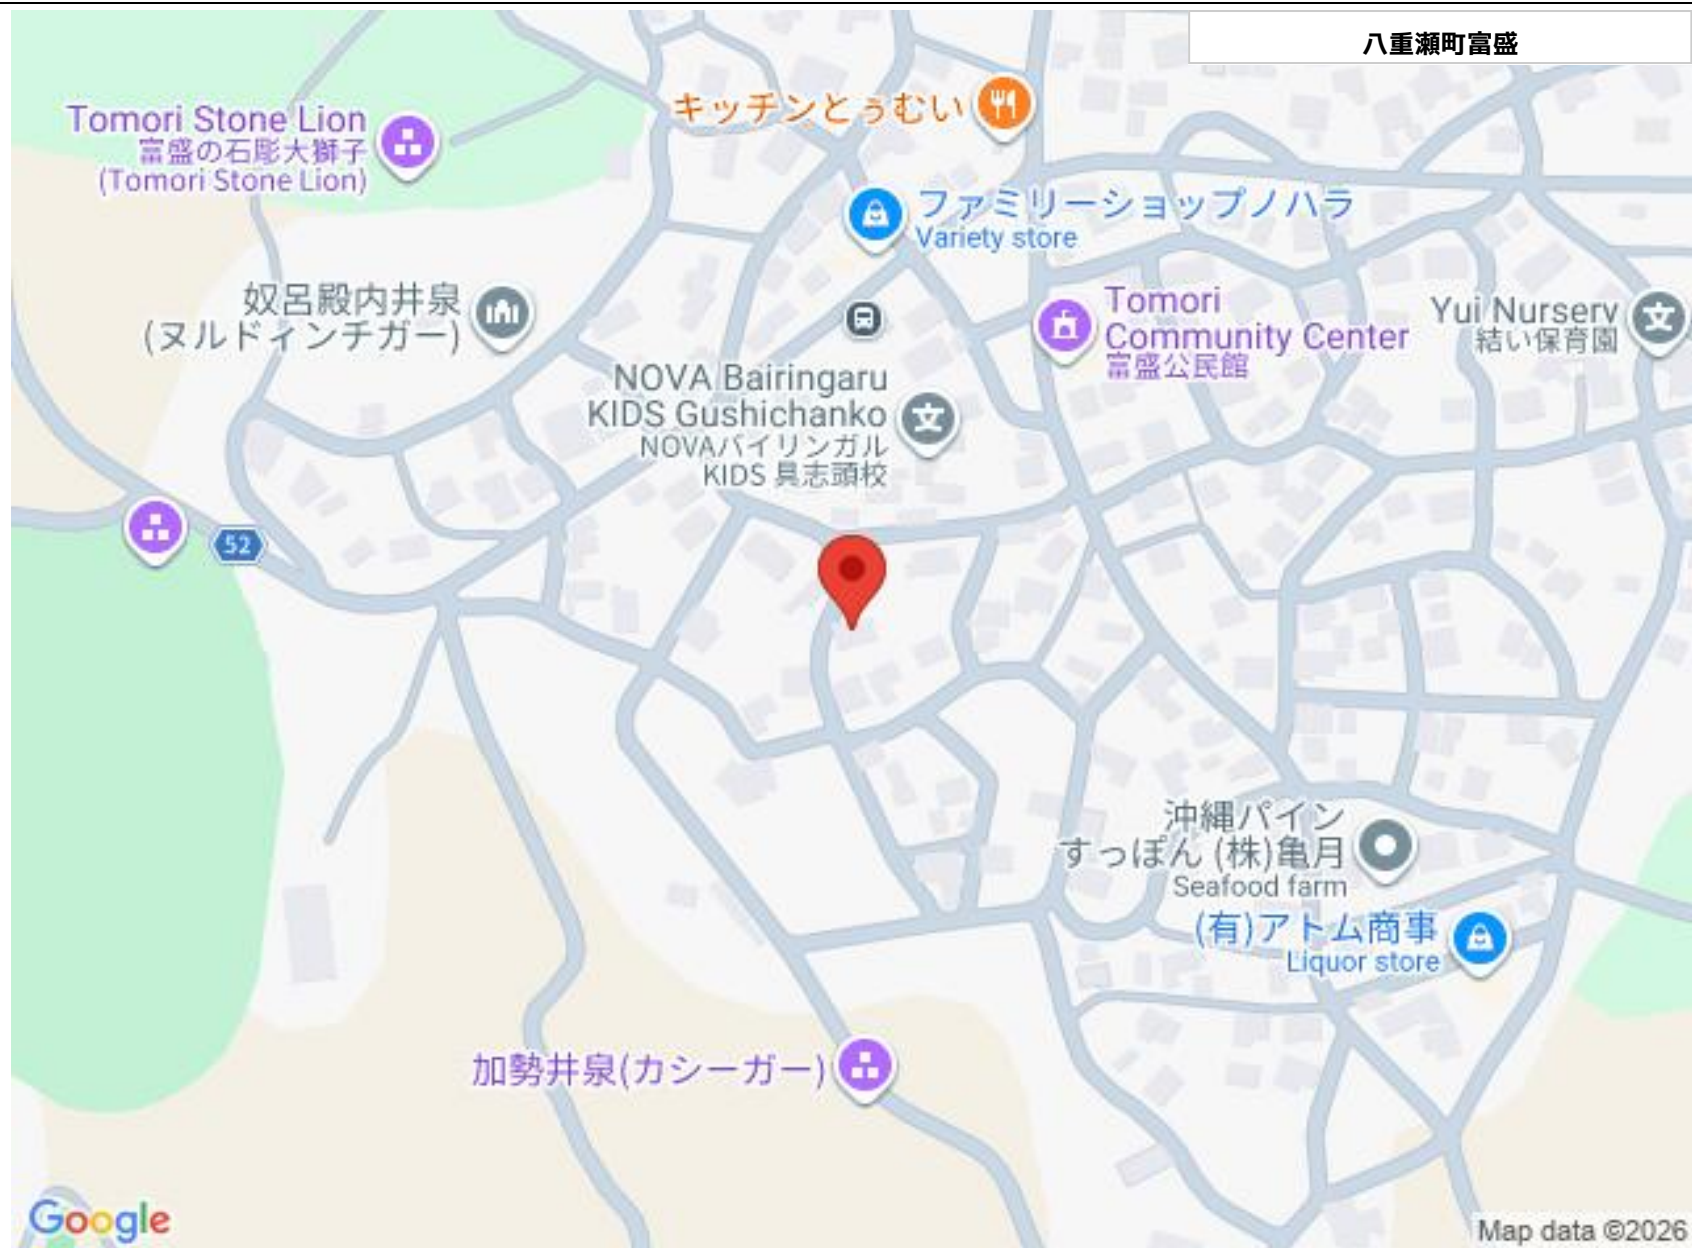 八重瀬町富盛
キッチンとぅむい
Tomori Stone Lion
富盛の石彫大獅子
(Tomori Stone Lion)
ファミリーショップノハラ
Variety store
奴呂殿内井泉
(ヌルドィンチガー)
Tomori
Community Center
富盛公民館
Yui Nurserv
結い保育園
NOVA Bairingaru
KIDS Gushichanko
NOVAバイリンガル
KIDS 具志頭校
52
沖縄パイン
すっぽん (株)亀月
Seafood farm
(有)アトム商事
Liquor store
加勢井泉(カシーガー)
Google
Map data ©2026